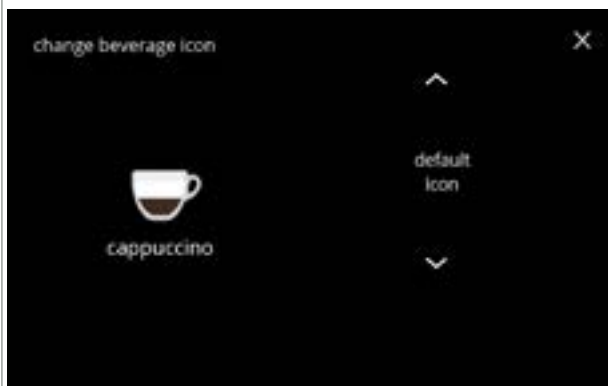 change beverage icon
default
icon
cappuccino